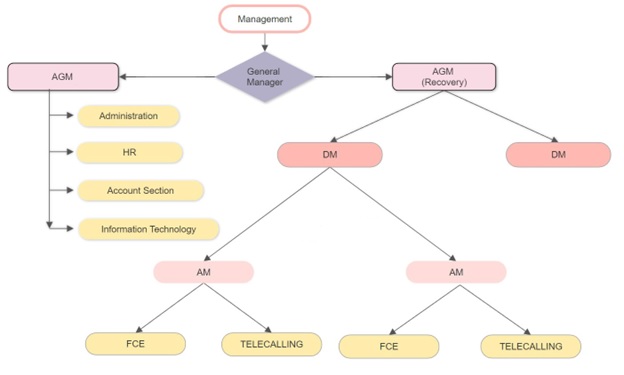 Management
AGM
General
Manager
AGM
(Recovery)
Administration
HR
Account Section
Information Technology
DM
DM
AM
AM
FCE
TELECALLING
FCE
TELECALLING